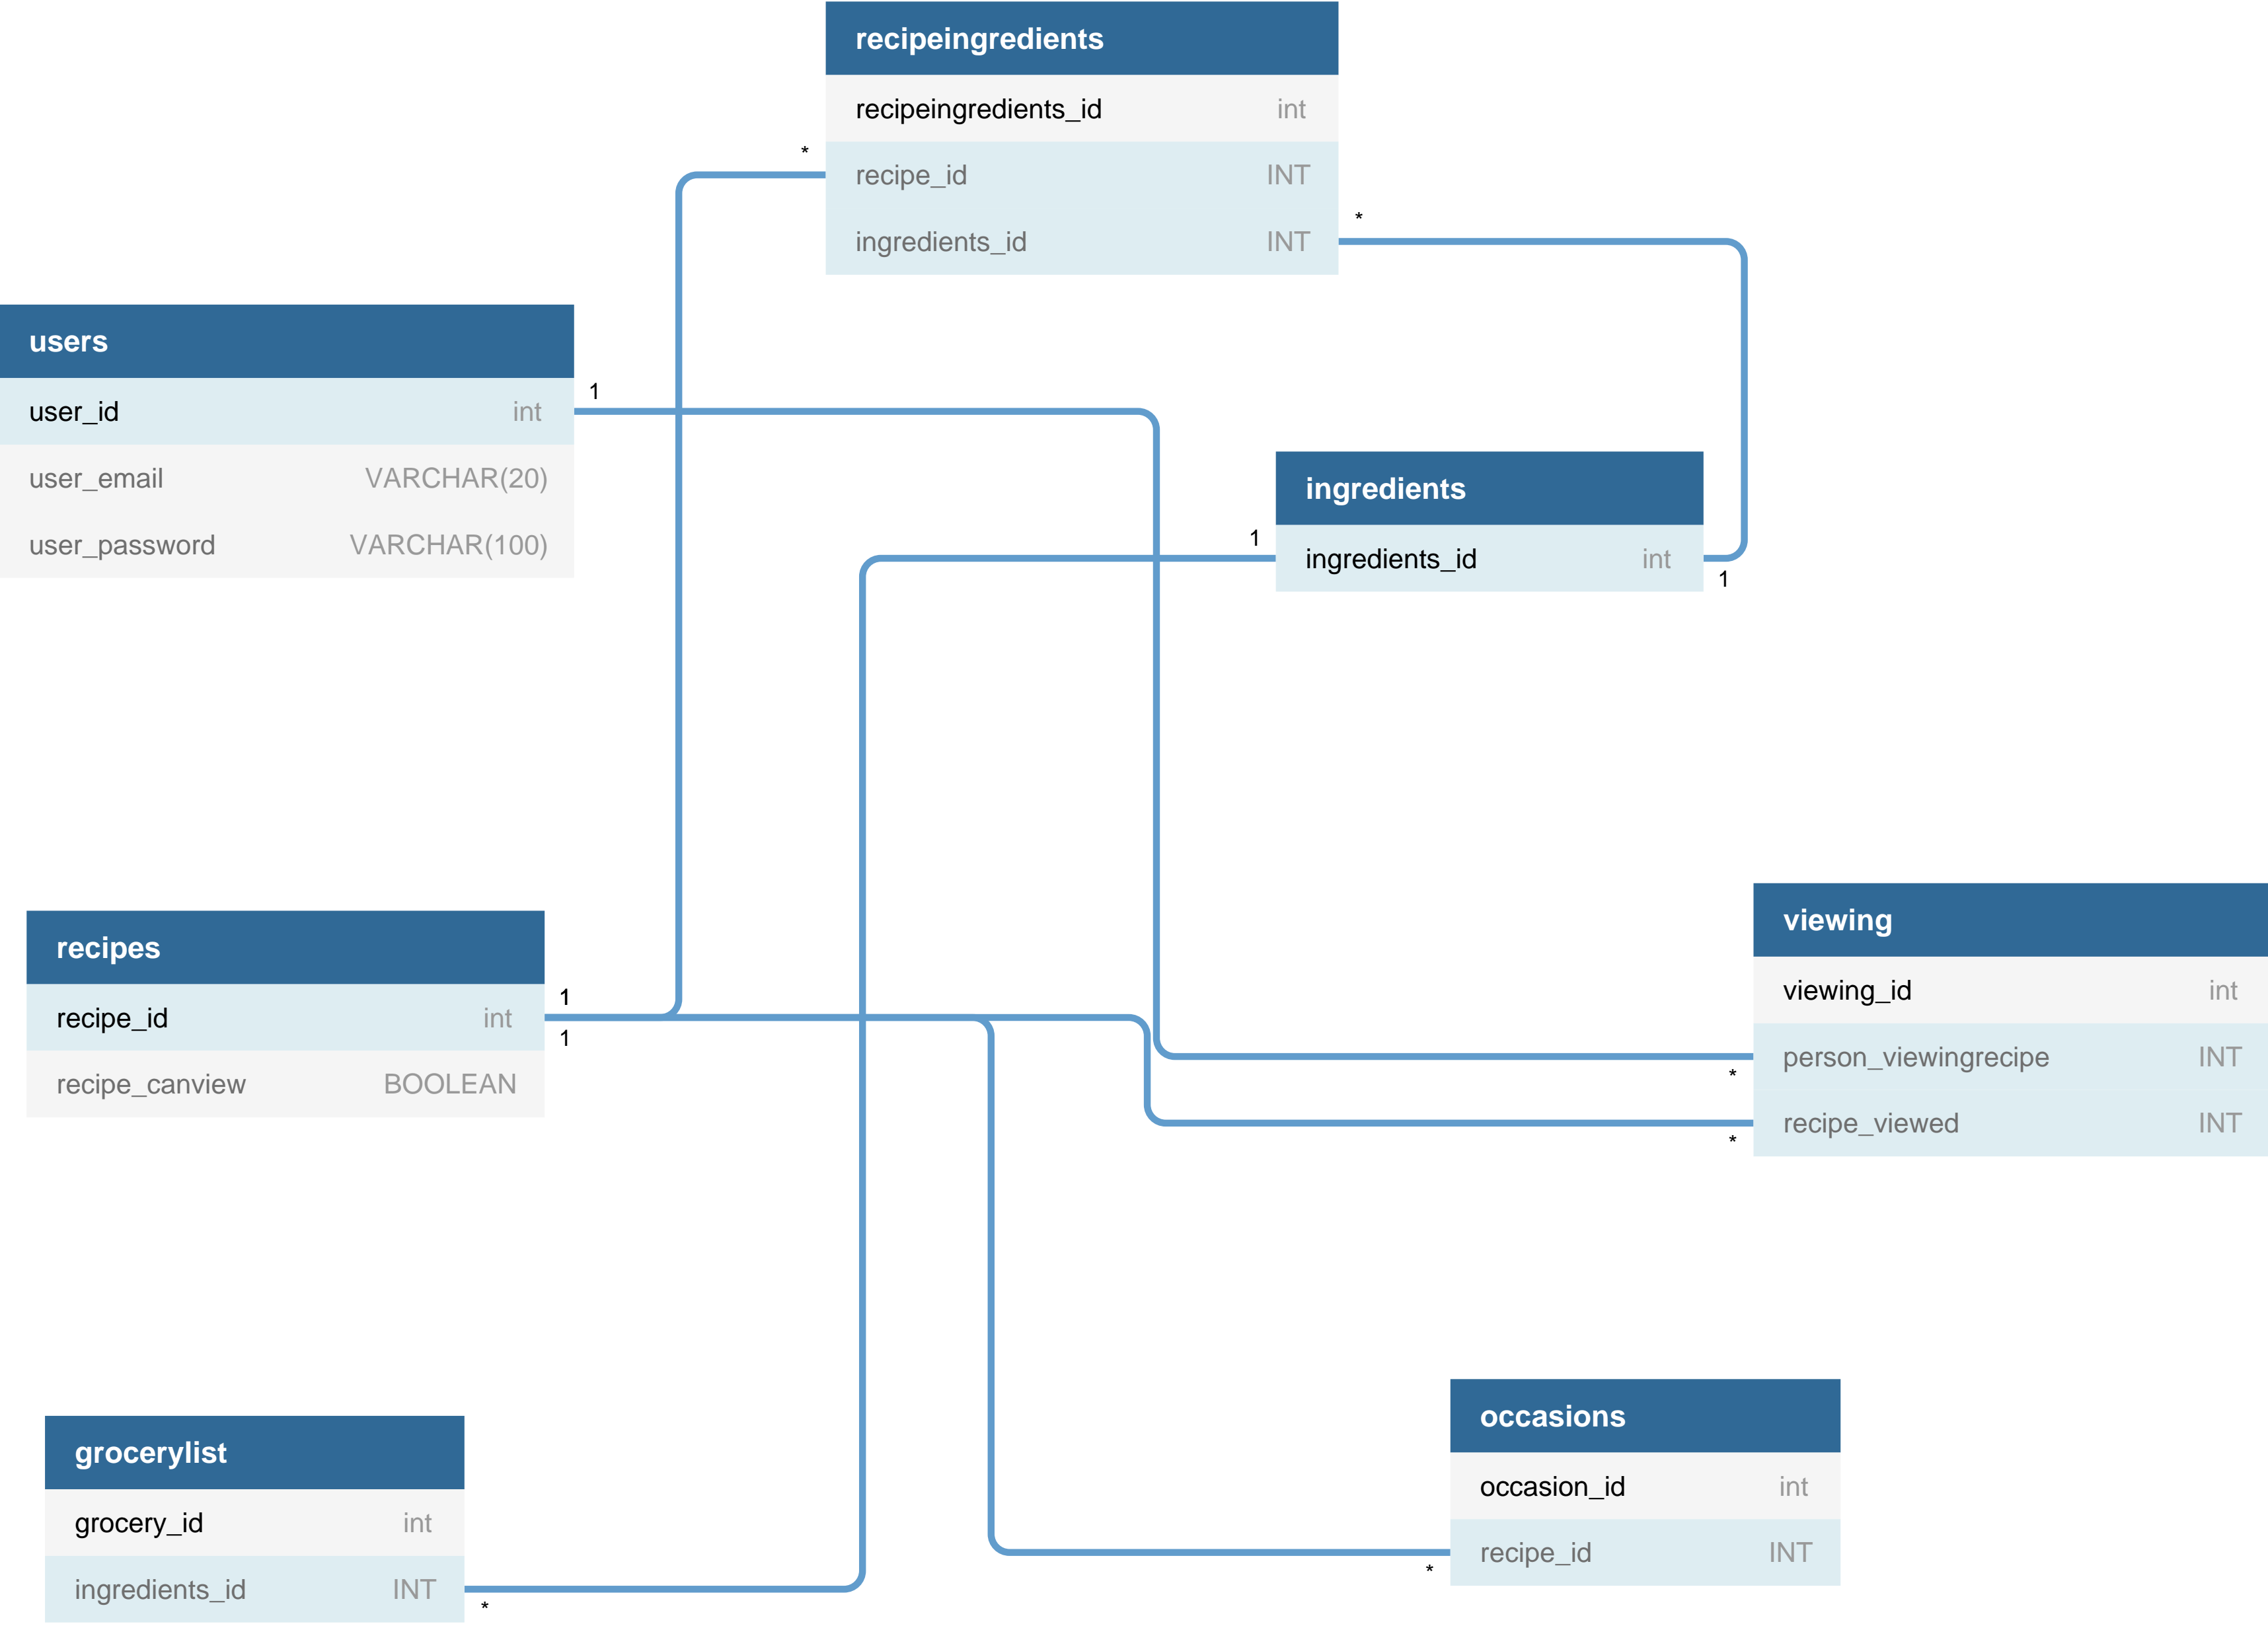 recipeingredients
recipeingredients_id int
* recipe_id INT
ingredients_id INT *
users
user_id int 1
user_email VARCHAR(20)
user_password VARCHAR(100)
ingredients
1 ingredients_id int 1
recipes
recipe_id int 1
1
recipe_canview BOOLEAN
viewing
viewing_id int
person_viewingrecipe INT
*
recipe_viewed INT
*
grocerylist
grocery_id int
ingredients_id INT
*
occasions
occasion_id int
recipe_id INT
*